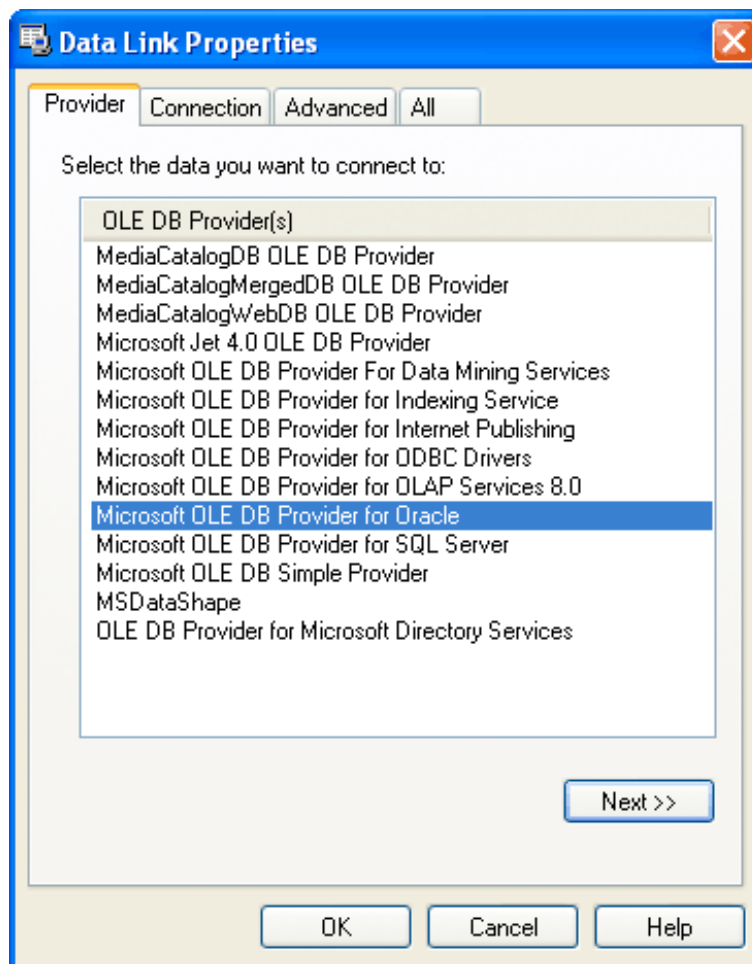 Data Link Properties
Provider Connection Advanced All
Select the data you want to connect to:
OLE DB Provider(s)
MediaCatalogDB OLE DB Provider
MediaCatalogMergedDB OLE DB Provider
MediaCatalogWebDB OLE DB Provider
Microsoft Jet 4.0 OLE DB Provider
Microsoft OLE DB Provider For Data Mining Services
Microsoft OLE DB Provider for Indexing Service
Microsoft OLE DB Provider for Internet Publishing
Microsoft OLE DB Provider for ODBC Drivers
Microsoft OLE DB Provider for OLAP Services 8.0
Microsoft OLE DB Provider for Oracle
Microsoft OLE DB Provider for SQL Server
Microsoft OLE DB Simple Provider
MSDataShape
OLE DB Provider for Microsoft Directory Services
Next >>
OK Cancel Help